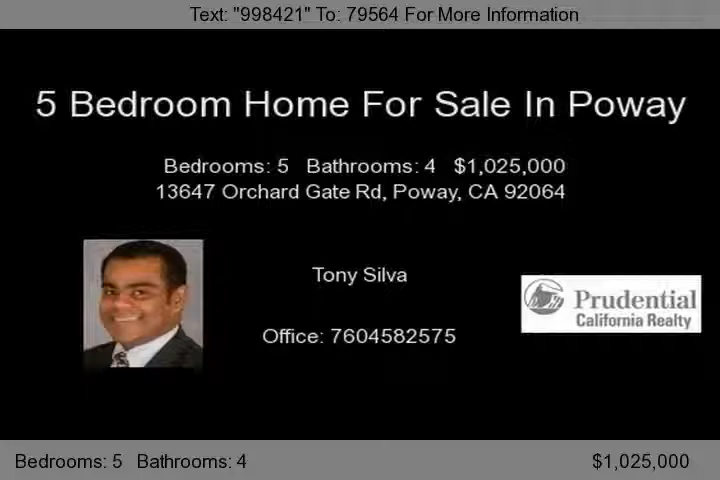 Text: "998421" To: 79564 For More Information
5 Bedroom Home For Sale In Poway
Bedrooms: 5 Bathrooms: 4 $1,025,000
13647 Orchard Gate Rd, Poway, CA 92064
Tony Silva
Office: 7604582575
Prudential
California Realty
Bedrooms: 5 Bathrooms: 4 $1,025,000